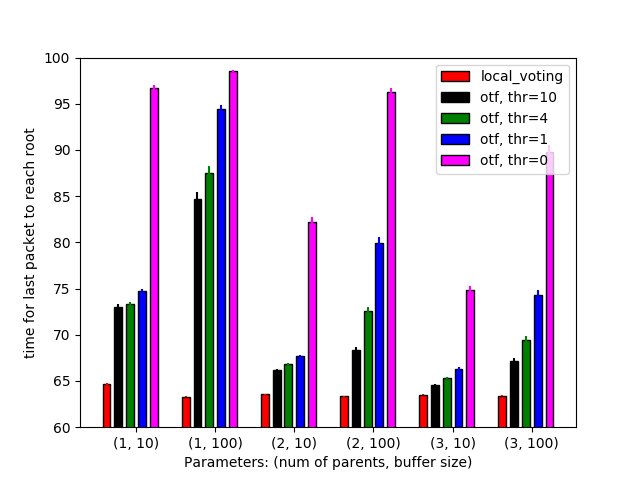 100
95
90
85
80
75
70
65
60
time for last packet to reach root
local_voting
otf, thr=10
otf, thr=4
otf, thr=1
otf, thr=0
(1, 10)
(1, 100)
(2, 10)
(2, 100)
(3, 10)
(3, 100)
Parameters: (num of parents, buffer size)